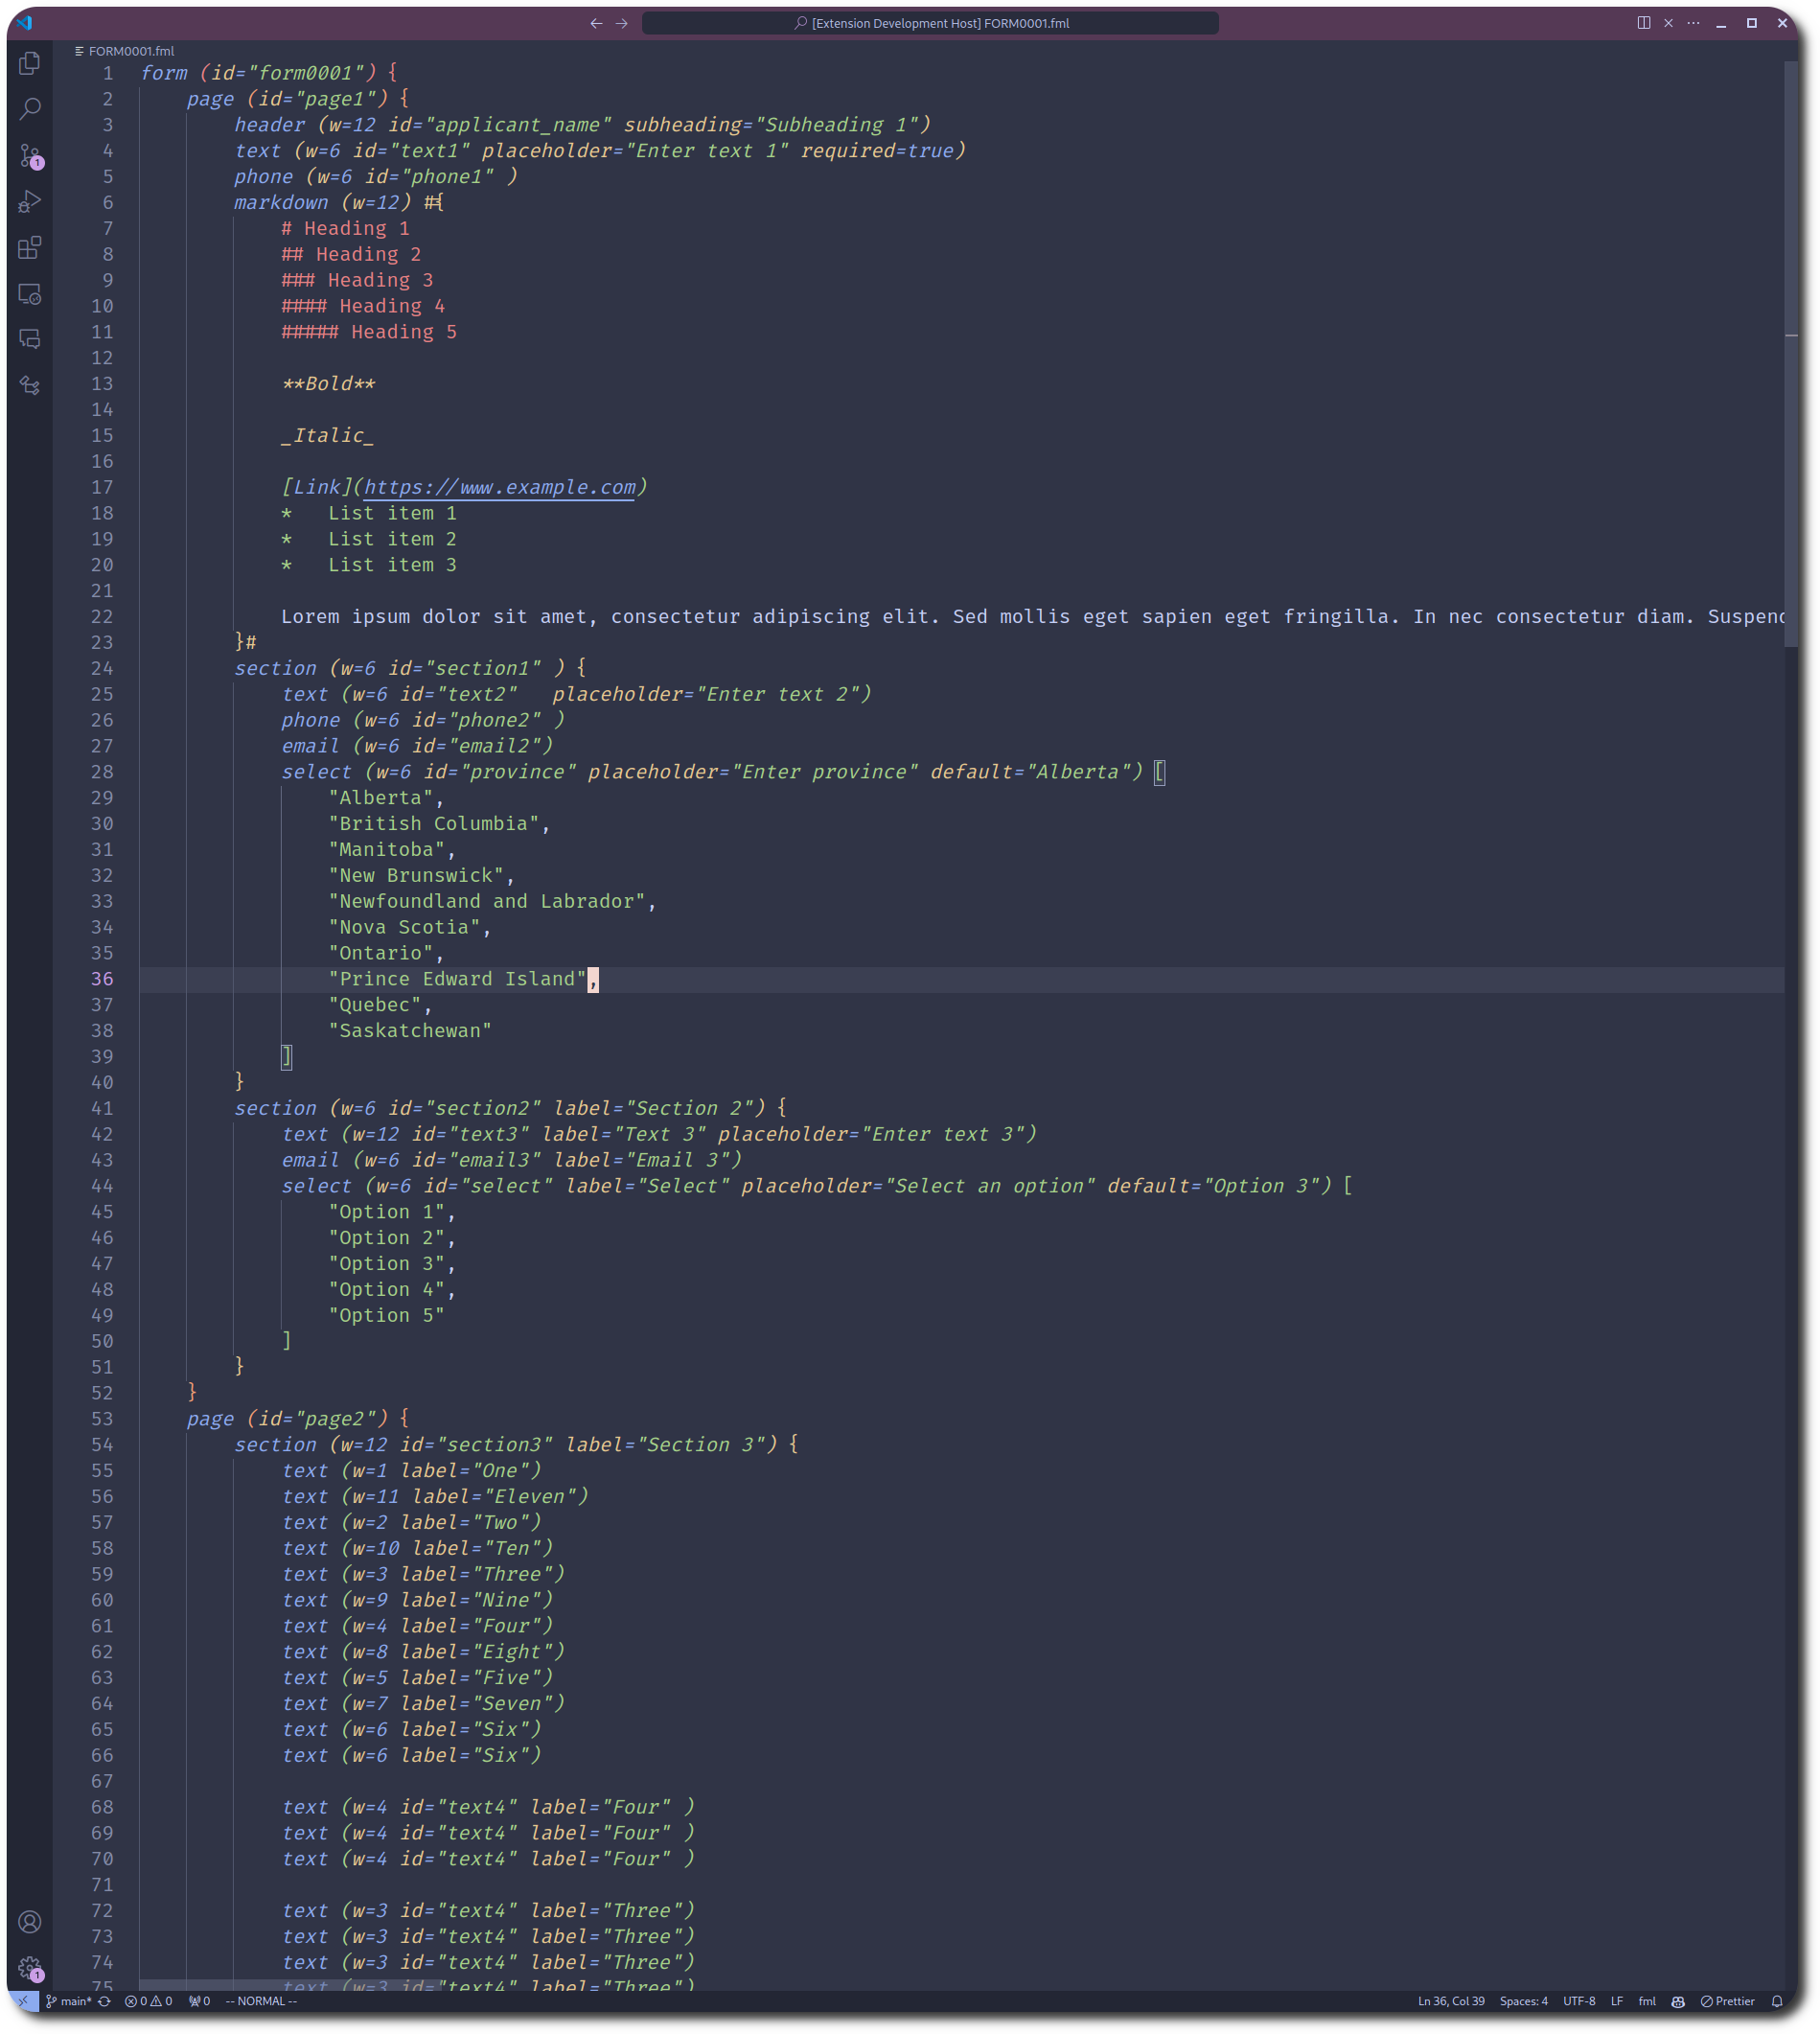 [Extension Development Host] FORM0001.fml
FORM0001.fml
1 form (id="form0001") {
2 page (id="page1") {
3 header (w=12 id="applicant_name" subheading="Subheading 1")
4 text (w=6 id="text1" placeholder="Enter text 1" required=true)
5 phone (w=6 id="phone1" )
6 markdown (w=12) #{
7 # Heading 1
8 ## Heading 2
9 ### Heading 3
10 #### Heading 4
11 ##### Heading 5
12
13 **Bold**
14
15 _Italic_
16
17 [Link](https://www.example.com)
18 *   List item 1
19 *   List item 2
20 *   List item 3
21
22 Lorem ipsum dolor sit amet, consectetur adipiscing elit. Sed mollis eget sapien eget fringilla. In nec consectetur diam. Suspend
23 }#
24 section (w=6 id="section1" ) {
25 text (w=6 id="text2"   placeholder="Enter text 2")
26 phone (w=6 id="phone2" )
27 email (w=6 id="email2")
28 select (w=6 id="province" placeholder="Enter province" default="Alberta") [
29 "Alberta",
30 "British Columbia",
31 "Manitoba",
32 "New Brunswick",
33 "Newfoundland and Labrador",
34 "Nova Scotia",
35 "Ontario",
36 "Prince Edward Island",
37 "Quebec",
38 "Saskatchewan"
39 ]
40 }
41 section (w=6 id="section2" label="Section 2") {
42 text (w=12 id="text3" label="Text 3" placeholder="Enter text 3")
43 email (w=6 id="email3" label="Email 3")
44 select (w=6 id="select" label="Select" placeholder="Select an option" default="Option 3") [
45 "Option 1",
46 "Option 2",
47 "Option 3",
48 "Option 4",
49 "Option 5"
50 ]
51 }
52 }
53 page (id="page2") {
54 section (w=12 id="section3" label="Section 3") {
55 text (w=1 label="One")
56 text (w=11 label="Eleven")
57 text (w=2 label="Two")
58 text (w=10 label="Ten")
59 text (w=3 label="Three")
60 text (w=9 label="Nine")
61 text (w=4 label="Four")
62 text (w=8 label="Eight")
63 text (w=5 label="Five")
64 text (w=7 label="Seven")
65 text (w=6 label="Six")
66 text (w=6 label="Six")
67
68 text (w=4 id="text4" label="Four" )
69 text (w=4 id="text4" label="Four" )
70 text (w=4 id="text4" label="Four" )
71
72 text (w=3 id="text4" label="Three")
73 text (w=3 id="text4" label="Three")
74 text (w=3 id="text4" label="Three")
75 text (w=3 id="text4" label="Three")
main* 0 0 0 -- NORMAL -- Ln 36, Col 39 Spaces: 4 UTF-8 LF fml Prettier